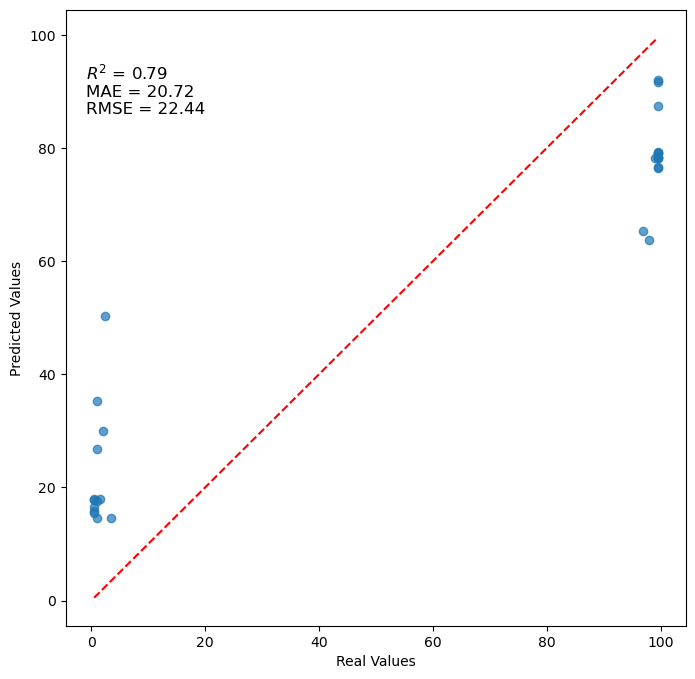 100
80
60
40
20
0
Predicted Values
R² = 0.79
MAE = 20.72
RMSE = 22.44
0 20 40 60 80 100
Real Values